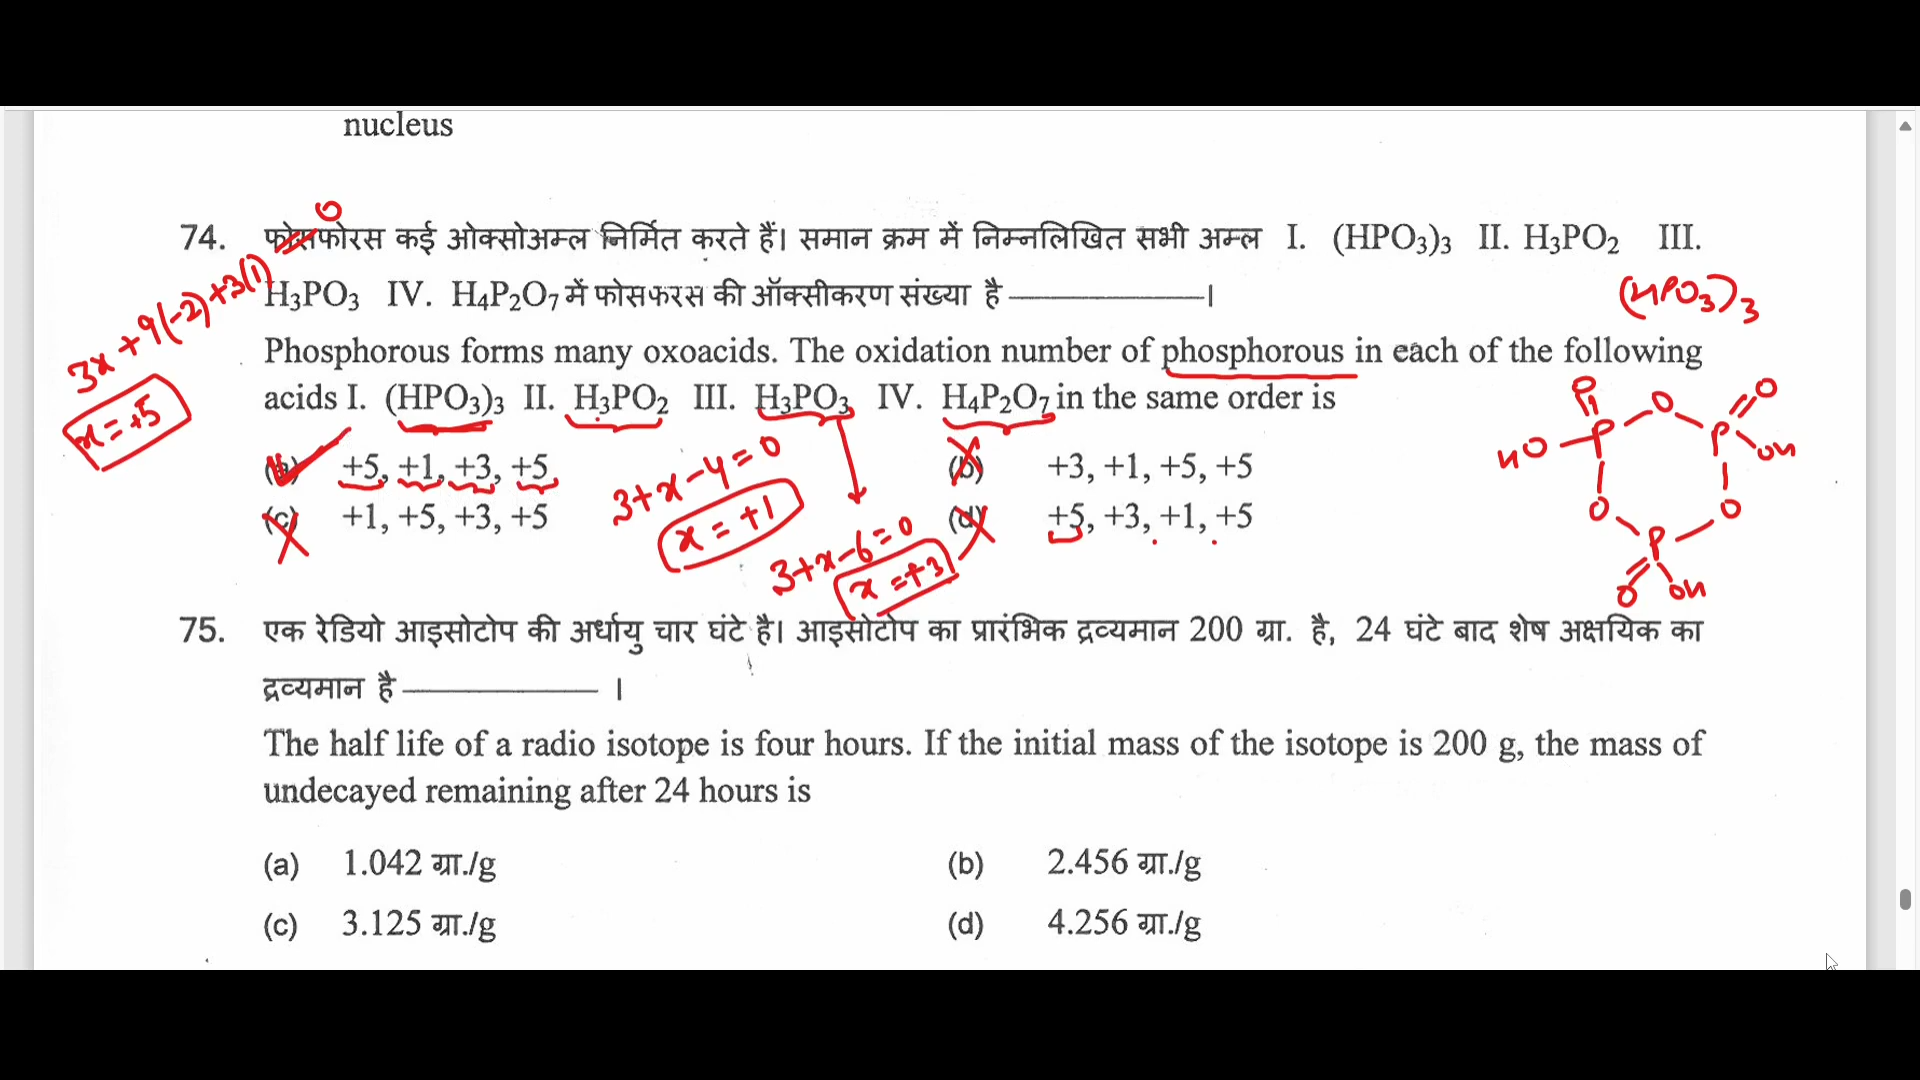 nucleus
74. फोसफोरस कई ओक्सोअम्ल निर्मित करते हैं। समान क्रम में निम्नलिखित सभी अम्ल I. (HPO₃)₃ II. H₃PO₂ III.
H₃PO₃ IV. H₄P₂O₇ में फोसफरस की ऑक्सीकरण संख्या है ——————।
(HPO₃)₃
3x + 9(-2) + 3(1)
0
x = +5
Phosphorous forms many oxoacids. The oxidation number of phosphorous in each of the following
acids I. (HPO₃)₃ II. H₃PO₂ III. H₃PO₃ IV. H₄P₂O₇ in the same order is
(a) +5, +1, +3, +5 (b) +3, +1, +5, +5
(c) +1, +5, +3, +5 (d) +5, +3, +1, +5
3+x-4=0
x = +1
3+x-6=0
x = +3
O O O
HO P P OH
O O
P
O OH
75. एक रेडियो आइसोटोप की अर्धायु चार घंटे है। आइसोटोप का प्रारंभिक द्रव्यमान 200 ग्रा. है, 24 घंटे बाद शेष अक्षयिक का
द्रव्यमान है —————— ।
The half life of a radio isotope is four hours. If the initial mass of the isotope is 200 g, the mass of
undecayed remaining after 24 hours is
(a) 1.042 ग्रा./g (b) 2.456 ग्रा./g
(c) 3.125 ग्रा./g (d) 4.256 ग्रा./g